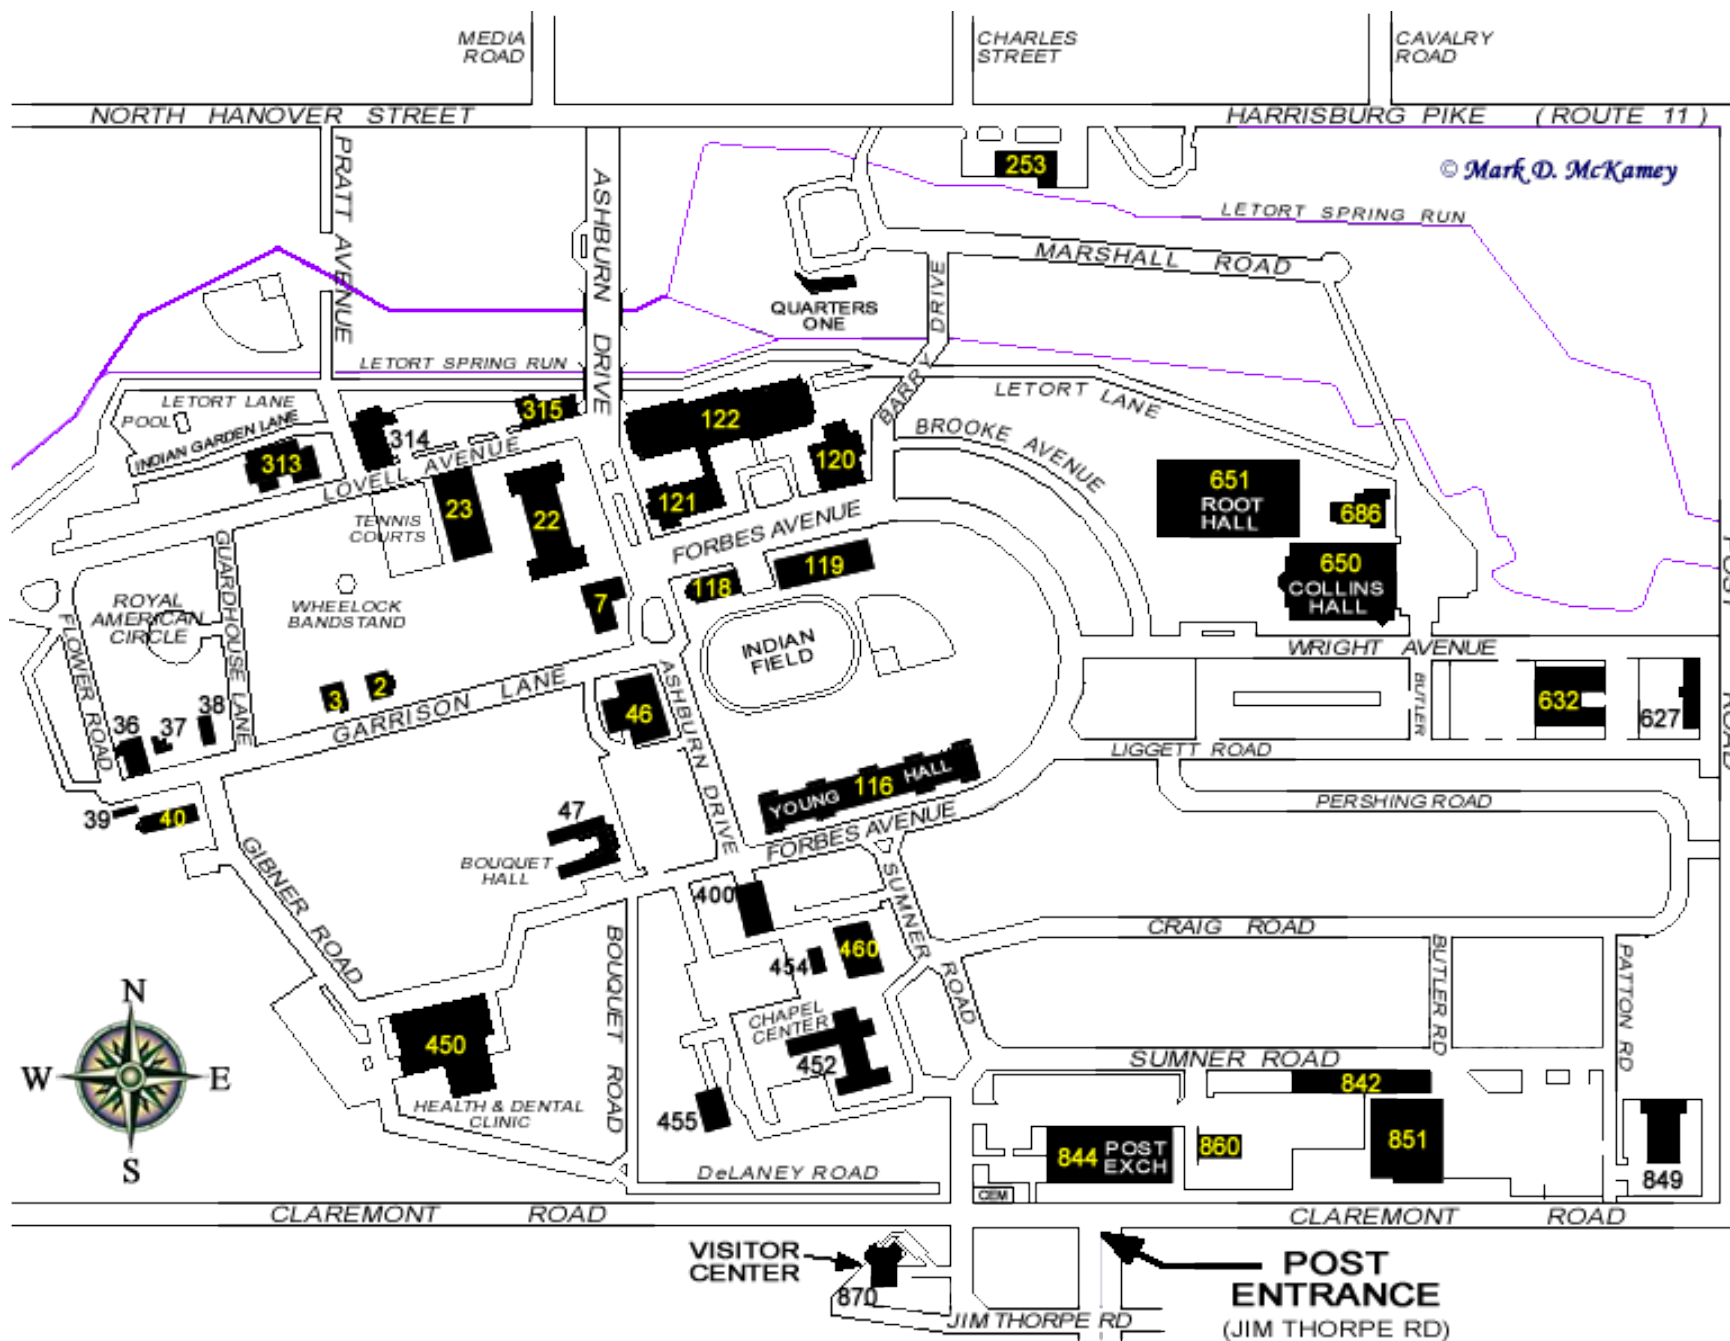 MEDIA
ROAD
CHARLES
STREET
CAVALRY
ROAD
NORTH HANOVER STREET
HARRISBURG PIKE (ROUTE 11)
PRATT AVENUE
ASHBURN DRIVE
253
© Mark D. McKamey
LETORT SPRING RUN
MARSHALL ROAD
QUARTERS
ONE
BARRY DRIVE
LETORT SPRING RUN
LETORT LANE
LETORT LANE
POOL
INDIAN GARDEN LANE
313
314
315
122
120
121
BROOKE AVENUE
LOVELL AVENUE
TENNIS
COURTS
23
22
FORBES AVENUE
651
ROOT
HALL
686
650
COLLINS
HALL
GUARDHOUSE LANE
ROYAL
AMERICAN
CIRCLE
FLOWER ROAD
WHEELOCK
BANDSTAND
7
118
119
INDIAN
FIELD
POST ROAD
WRIGHT AVENUE
BUTLER
632
627
3
2
GARRISON LANE
46
ASHBURN DRIVE
36
37
38
39
40
LIGGETT ROAD
PERSHING ROAD
YOUNG 116 HALL
FORBES AVENUE
47
BOUQUET
HALL
GIBNER ROAD
400
SUMNER ROAD
CRAIG ROAD
BUTLER RD
PATTON RD
BOUQUET ROAD
454
460
CHAPEL
CENTER
452
455
450
HEALTH & DENTAL
CLINIC
N
W
E
S
SUMNER ROAD
842
844 POST
EXCH
860
851
849
DeLANEY ROAD
CEM
CLAREMONT ROAD
CLAREMONT ROAD
VISITOR
CENTER
870
POST
ENTRANCE
(JIM THORPE RD)
JIM THORPE RD